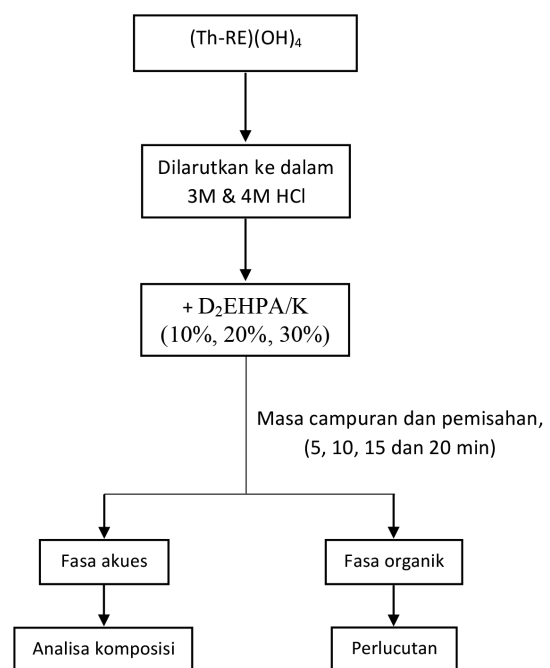 (Th-RE)(OH)₄
Dilarutkan ke dalam
3M & 4M HCl
+ D₂EHPA/K
(10%, 20%, 30%)
Masa campuran dan pemisahan,
(5, 10, 15 dan 20 min)
Fasa akues
Fasa organik
Analisa komposisi
Perlucutan